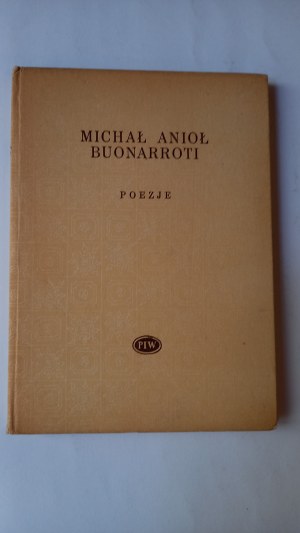 MICHAŁ ANIOŁ
BUONARROTI
POEZJE
PIW